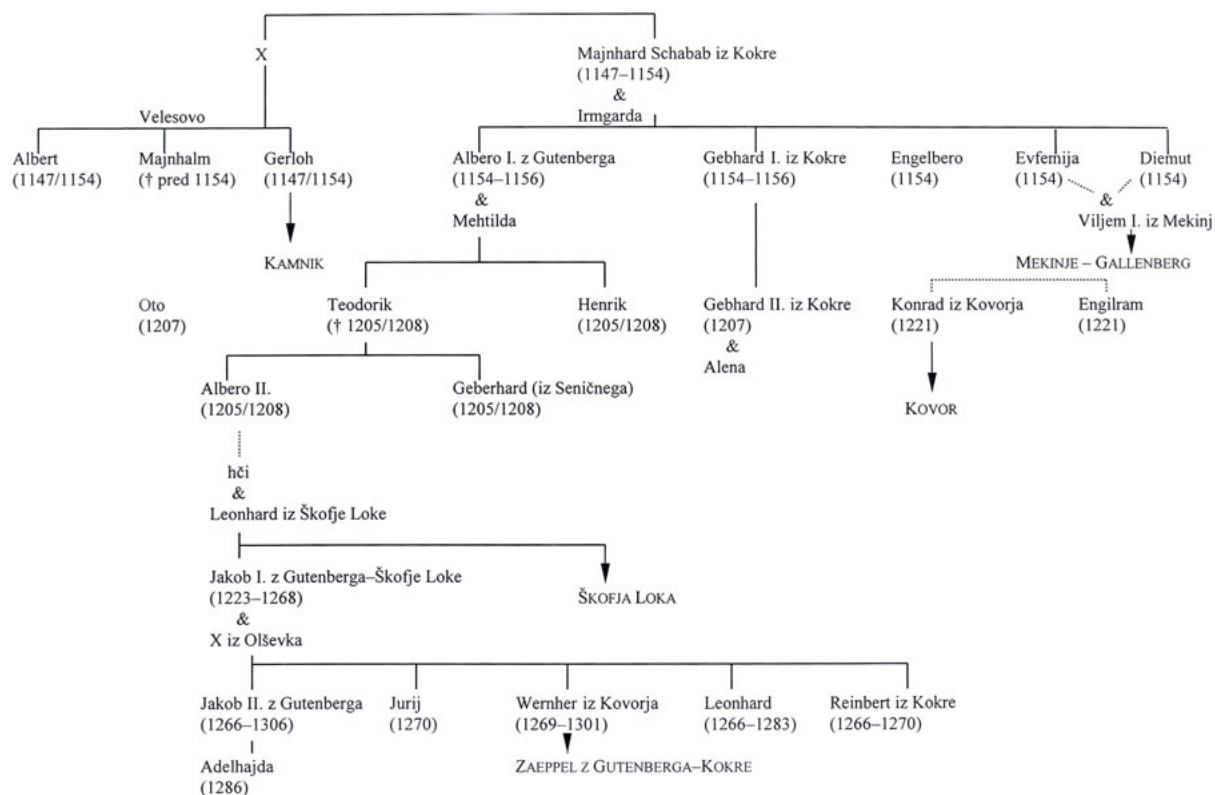 X
Majnhard Schabab iz Kokre
(1147–1154)
&
Irmgarda
Velesovo
Albert
(1147/1154)
Majnhalm
(† pred 1154)
Gerloh
(1147/1154)
Albero I. z Gutenberga
(1154–1156)
&
Mehtilda
Gebhard I. iz Kokre
(1154–1156)
Engelbero
(1154)
Evfemija
(1154)
Diemut
(1154)
&
Viljem I. iz Mekinj
KAMNIK
MEKINJE – GALLENBERG
Oto
(1207)
Teodorik
(† 1205/1208)
Henrik
(1205/1208)
Gebhard II. iz Kokre
(1207)
&
Alena
Konrad iz Kovorja
(1221)
Engilram
(1221)
KOVOR
Albero II.
(1205/1208)
Geberhard (iz Seničnega)
(1205/1208)
hči
&
Leonhard iz Škofje Loke
Jakob I. z Gutenberga–Škofje Loke
(1223–1268)
&
X iz Olševka
ŠKOFJA LOKA
Jakob II. z Gutenberga
(1266–1306)
Jurij
(1270)
Wernher iz Kovorja
(1269–1301)
Leonhard
(1266–1283)
Reinbert iz Kokre
(1266–1270)
Adelhajda
(1286)
ZAEPPEL Z GUTENBERGA–KOKRE